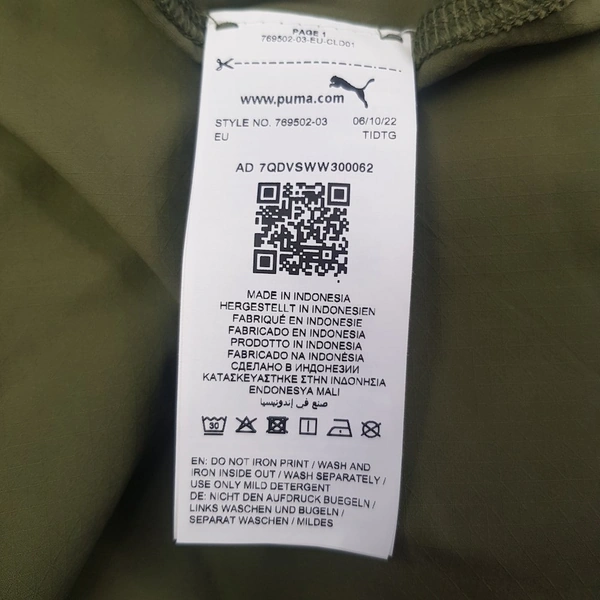 PAGE 1
769502-03-EU-CLD01
www.puma.com
STYLE NO. 769502-03 06/10/22
EU TIDTG
AD 7QDVSWW300062
MADE IN INDONESIA
HERGESTELLT IN INDONESIEN
FABRIQUÉ EN INDONESIE
FABRICADO EN INDONESIA
PRODOTTO IN INDONESIA
FABRICADO NA INDONÉSIA
СДЕЛАНО В ИНДОНЕЗИИ
ΚΑΤΑΣΚΕΥΑΣΤΗΚΕ ΣΤΗΝ ΙΝΔΟΝΗΣΙΑ
ENDONESYA MALI
صنع في إندونيسيا
30
EN: DO NOT IRON PRINT / WASH AND
IRON INSIDE OUT / WASH SEPARATELY /
USE ONLY MILD DETERGENT
DE: NICHT DEN AUFDRUCK BUEGELN /
LINKS WASCHEN UND BUGELN /
SEPARAT WASCHEN / MILDES